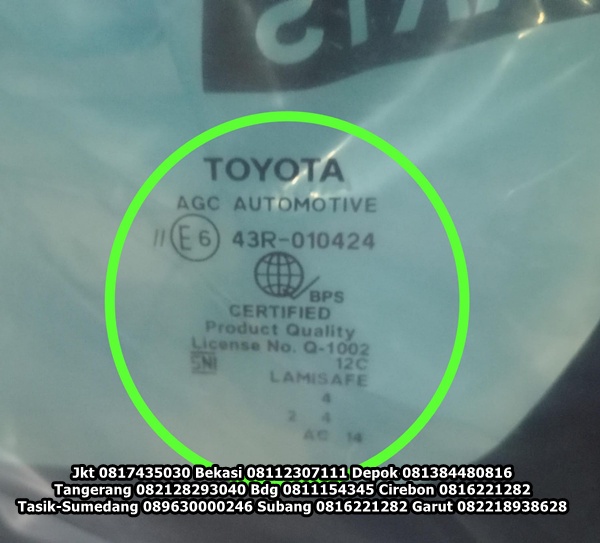 TOYOTA
AGC AUTOMOTIVE
II E6 43R-010424
BPS
CERTIFIED
Product Quality
License No. Q-1002
SNI 12C
LAMISAFE
4
2 4
AC 14
Jkt 0817435030 Bekasi 08112307111 Depok 081384480816
Tangerang 082128293040 Bdg 0811154345 Cirebon 0816221282
Tasik-Sumedang 089630000246 Subang 0816221282 Garut 082218938628